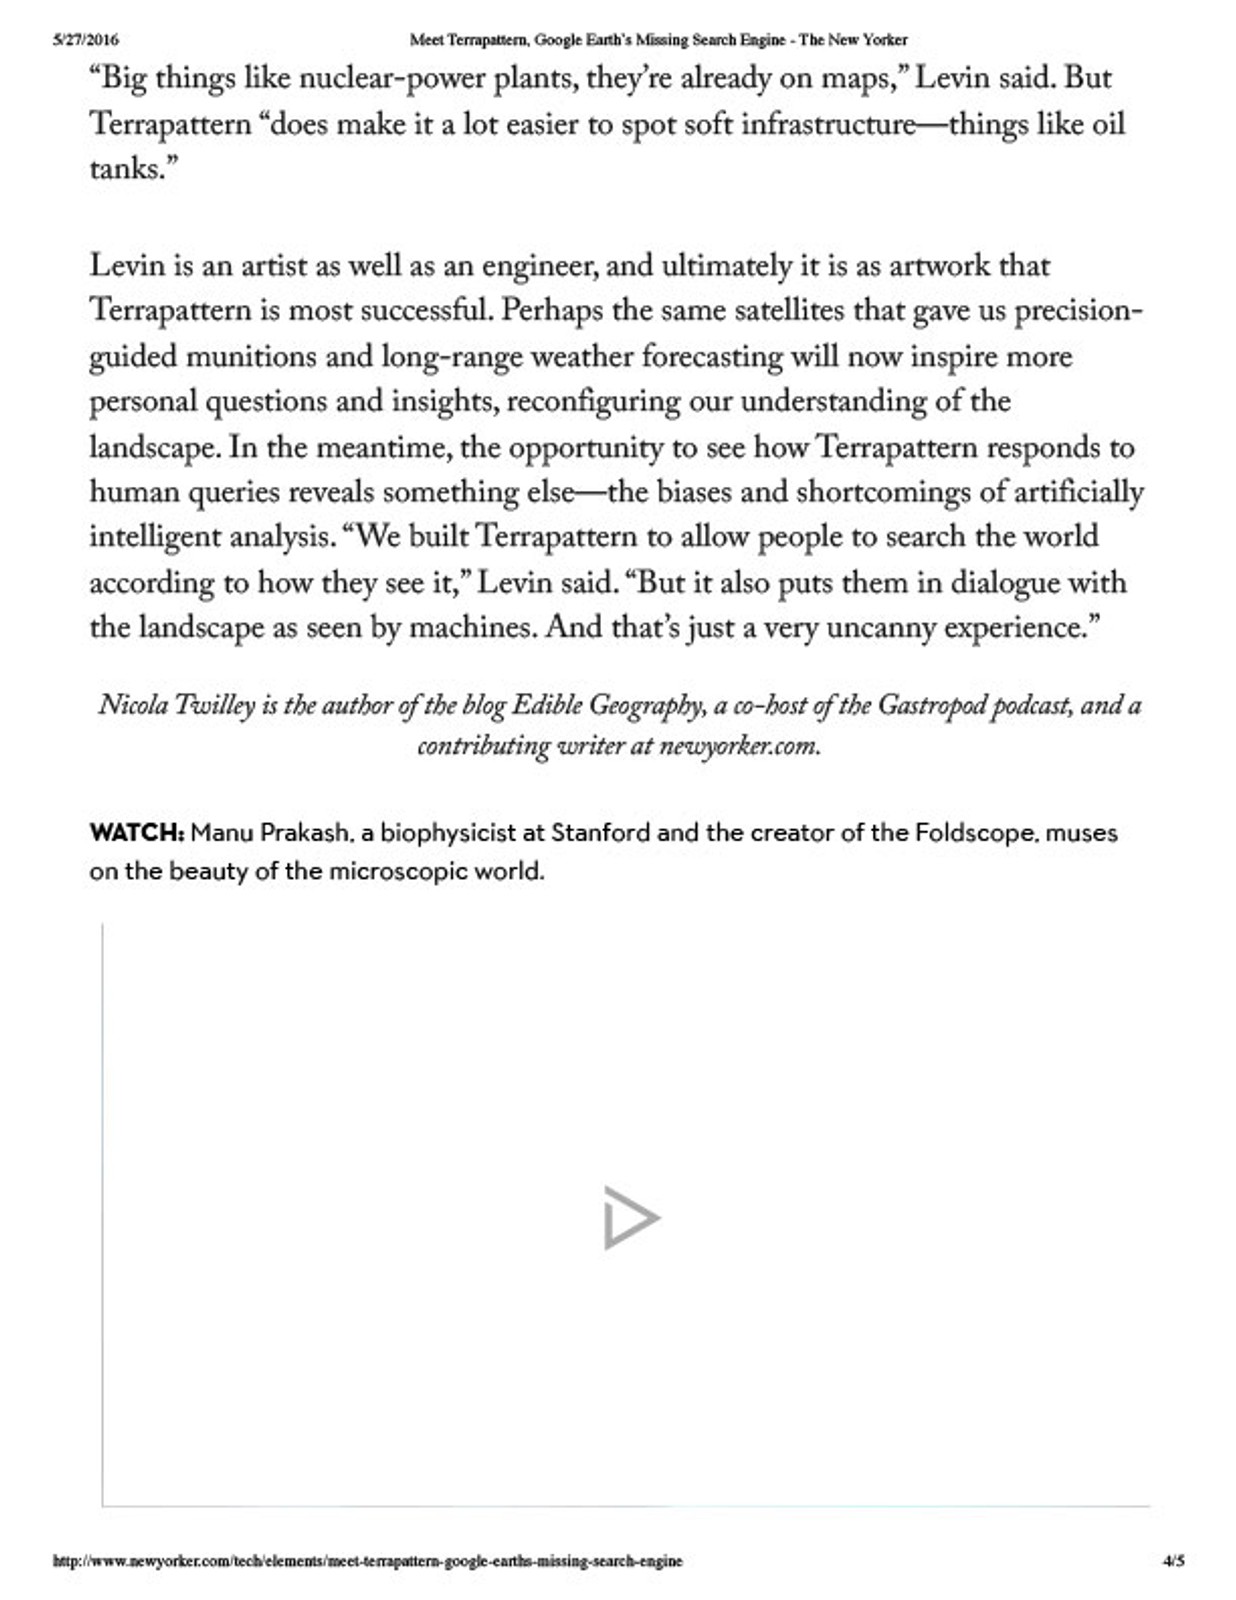 5/27/2016
Meet Terrapattern, Google Earth's Missing Search Engine - The New Yorker
“Big things like nuclear-power plants, they’re already on maps,” Levin said. But
Terrapattern “does make it a lot easier to spot soft infrastructure—things like oil
tanks.”
Levin is an artist as well as an engineer, and ultimately it is as artwork that
Terrapattern is most successful. Perhaps the same satellites that gave us precision-
guided munitions and long-range weather forecasting will now inspire more
personal questions and insights, reconfiguring our understanding of the
landscape. In the meantime, the opportunity to see how Terrapattern responds to
human queries reveals something else—the biases and shortcomings of artificially
intelligent analysis. “We built Terrapattern to allow people to search the world
according to how they see it,” Levin said. “But it also puts them in dialogue with
the landscape as seen by machines. And that’s just a very uncanny experience.”
Nicola Twilley is the author of the blog Edible Geography, a co-host of the Gastropod podcast, and a
contributing writer at newyorker.com.
WATCH: Manu Prakash, a biophysicist at Stanford and the creator of the Foldscope, muses
on the beauty of the microscopic world.
http://www.newyorker.com/tech/elements/meet-terrapattern-google-earths-missing-search-engine
4/5